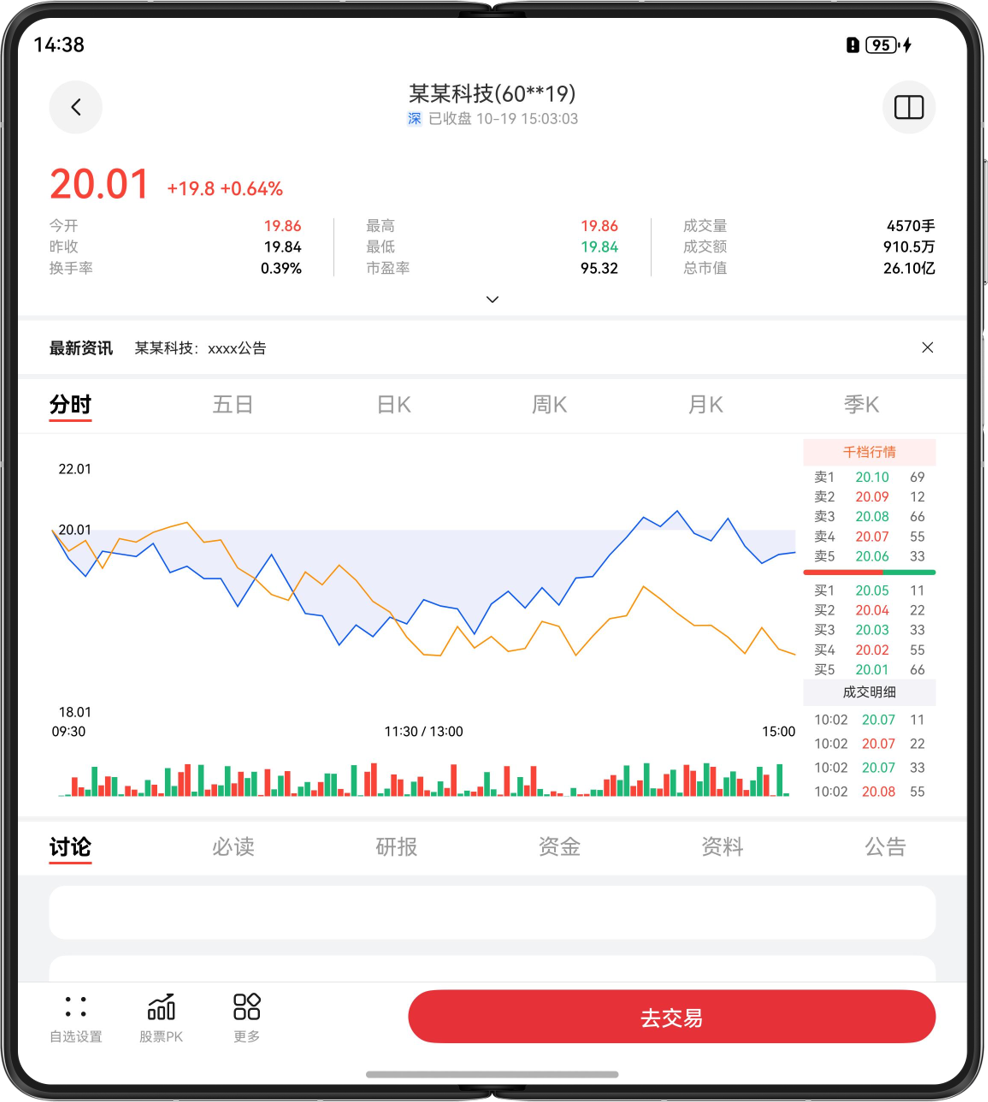 14:38
95
某某科技(60**19)
深 已收盘 10-19 15:03:03
20.01 +19.8 +0.64%
今开 19.86 最高 19.86 成交量 4570手
昨收 19.84 最低 19.84 成交额 910.5万
换手率 0.39% 市盈率 95.32 总市值 26.10亿
最新资讯 某某科技：xxxx公告
分时 五日 日K 周K 月K 季K
22.01
20.01
18.01
09:30 11:30 / 13:00 15:00
千档行情
卖1 20.10 69
卖2 20.09 12
卖3 20.08 66
卖4 20.07 55
卖5 20.06 33
买1 20.05 11
买2 20.04 22
买3 20.03 33
买4 20.02 55
买5 20.01 66
成交明细
10:02 20.07 11
10:02 20.07 22
10:02 20.07 33
10:02 20.08 55
讨论 必读 研报 资金 资料 公告
自选设置 股票PK 更多 去交易